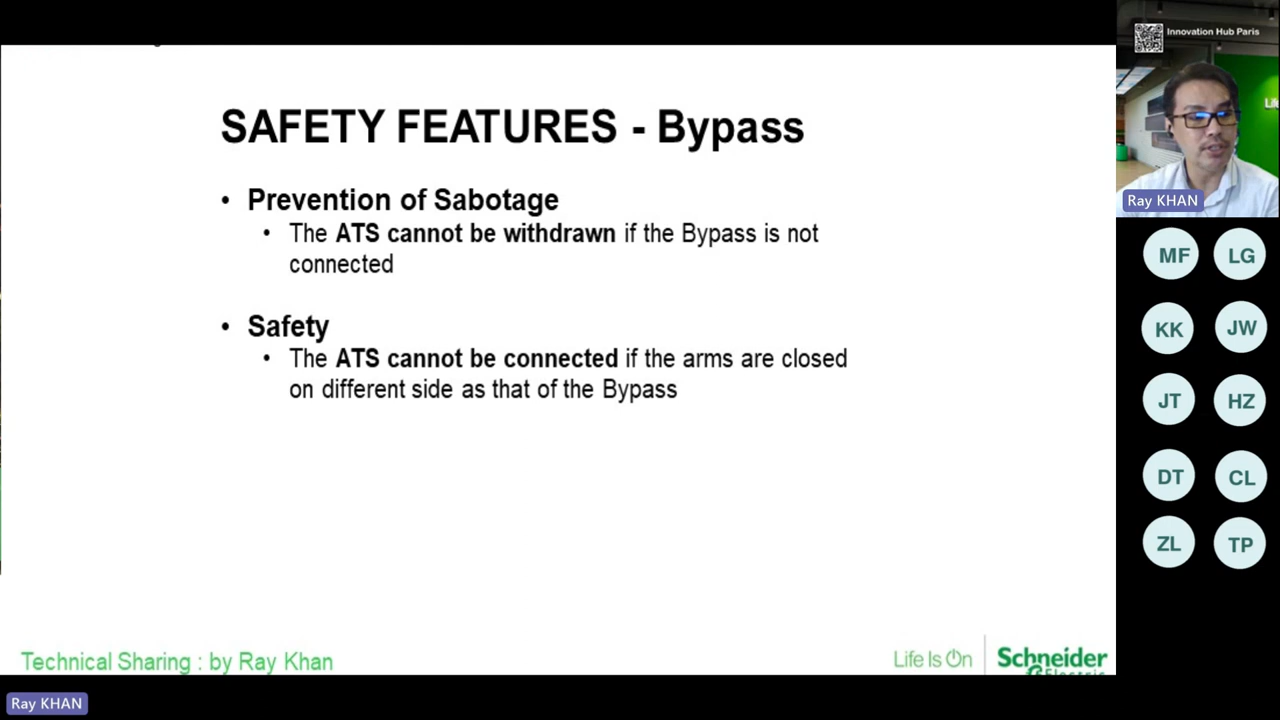 Innovation Hub Paris
SAFETY FEATURES - Bypass
• Prevention of Sabotage
• The ATS cannot be withdrawn if the Bypass is not
connected
• Safety
• The ATS cannot be connected if the arms are closed
on different side as that of the Bypass
Technical Sharing : by Ray Khan
Life Is On
Schneider
Electric
Ray KHAN
MF
LG
KK
JW
JT
HZ
DT
CL
ZL
TP
Ray KHAN